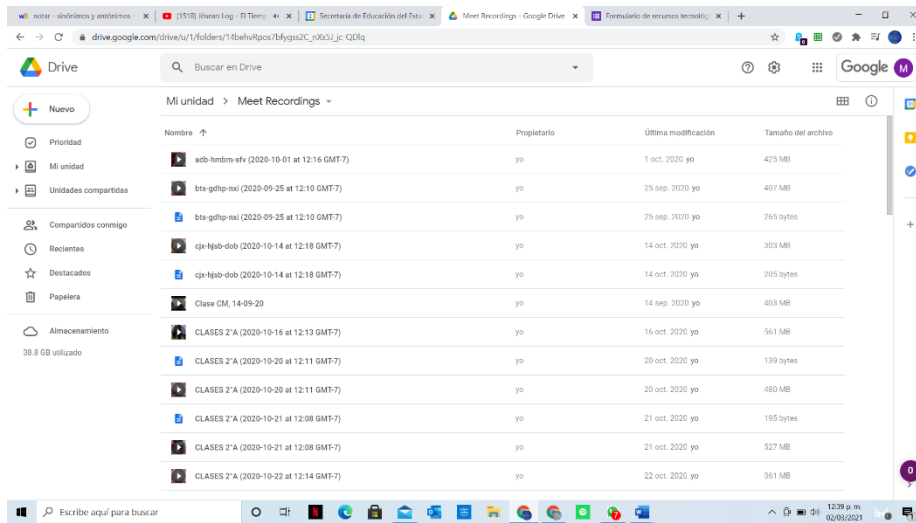 notar - sinónimos y antónimos
(1518) Jósean Log - El Tiemp
Secretaría de Educación del Estad
Meet Recordings - Google Drive
Formulario de recursos tecnológ
drive.google.com/drive/u/1/folders/
Drive
Buscar en Drive
Google
M
Nuevo
Mi unidad > Meet Recordings
Nombre Propietario Última modificación Tamaño del archivo
Prioridad
Mi unidad
Unidades compartidas
Compartidos conmigo
Recientes
Destacados
Papelera
Almacenamiento
38.8 GB utilizado
adb-hmbm-sfv (2020-10-01 at 12:16 GMT-7) yo 1 oct. 2020 yo 425 MB
bts-gdhp-nxi (2020-09-25 at 12:10 GMT-7) yo 25 sep. 2020 yo 407 MB
bts-gdhp-nxi (2020-09-25 at 12:10 GMT-7) yo 25 sep. 2020 yo 265 bytes
cjx-hjsb-dob (2020-10-14 at 12:18 GMT-7) yo 14 oct. 2020 yo 303 MB
cjx-hjsb-dob (2020-10-14 at 12:18 GMT-7) yo 14 oct. 2020 yo 205 bytes
Clase CM, 14-09-20 yo 14 sep. 2020 yo 403 MB
CLASES 2°A (2020-10-16 at 12:13 GMT-7) yo 16 oct. 2020 yo 561 MB
CLASES 2°A (2020-10-20 at 12:11 GMT-7) yo 20 oct. 2020 yo 139 bytes
CLASES 2°A (2020-10-20 at 12:11 GMT-7) yo 20 oct. 2020 yo 480 MB
CLASES 2°A (2020-10-21 at 12:08 GMT-7) yo 21 oct. 2020 yo 195 bytes
CLASES 2°A (2020-10-21 at 12:08 GMT-7) yo 21 oct. 2020 yo 527 MB
CLASES 2°A (2020-10-22 at 12:14 GMT-7) yo 22 oct. 2020 yo 361 MB
0
Escribe aquí para buscar
12:39 p. m.
02/03/2021